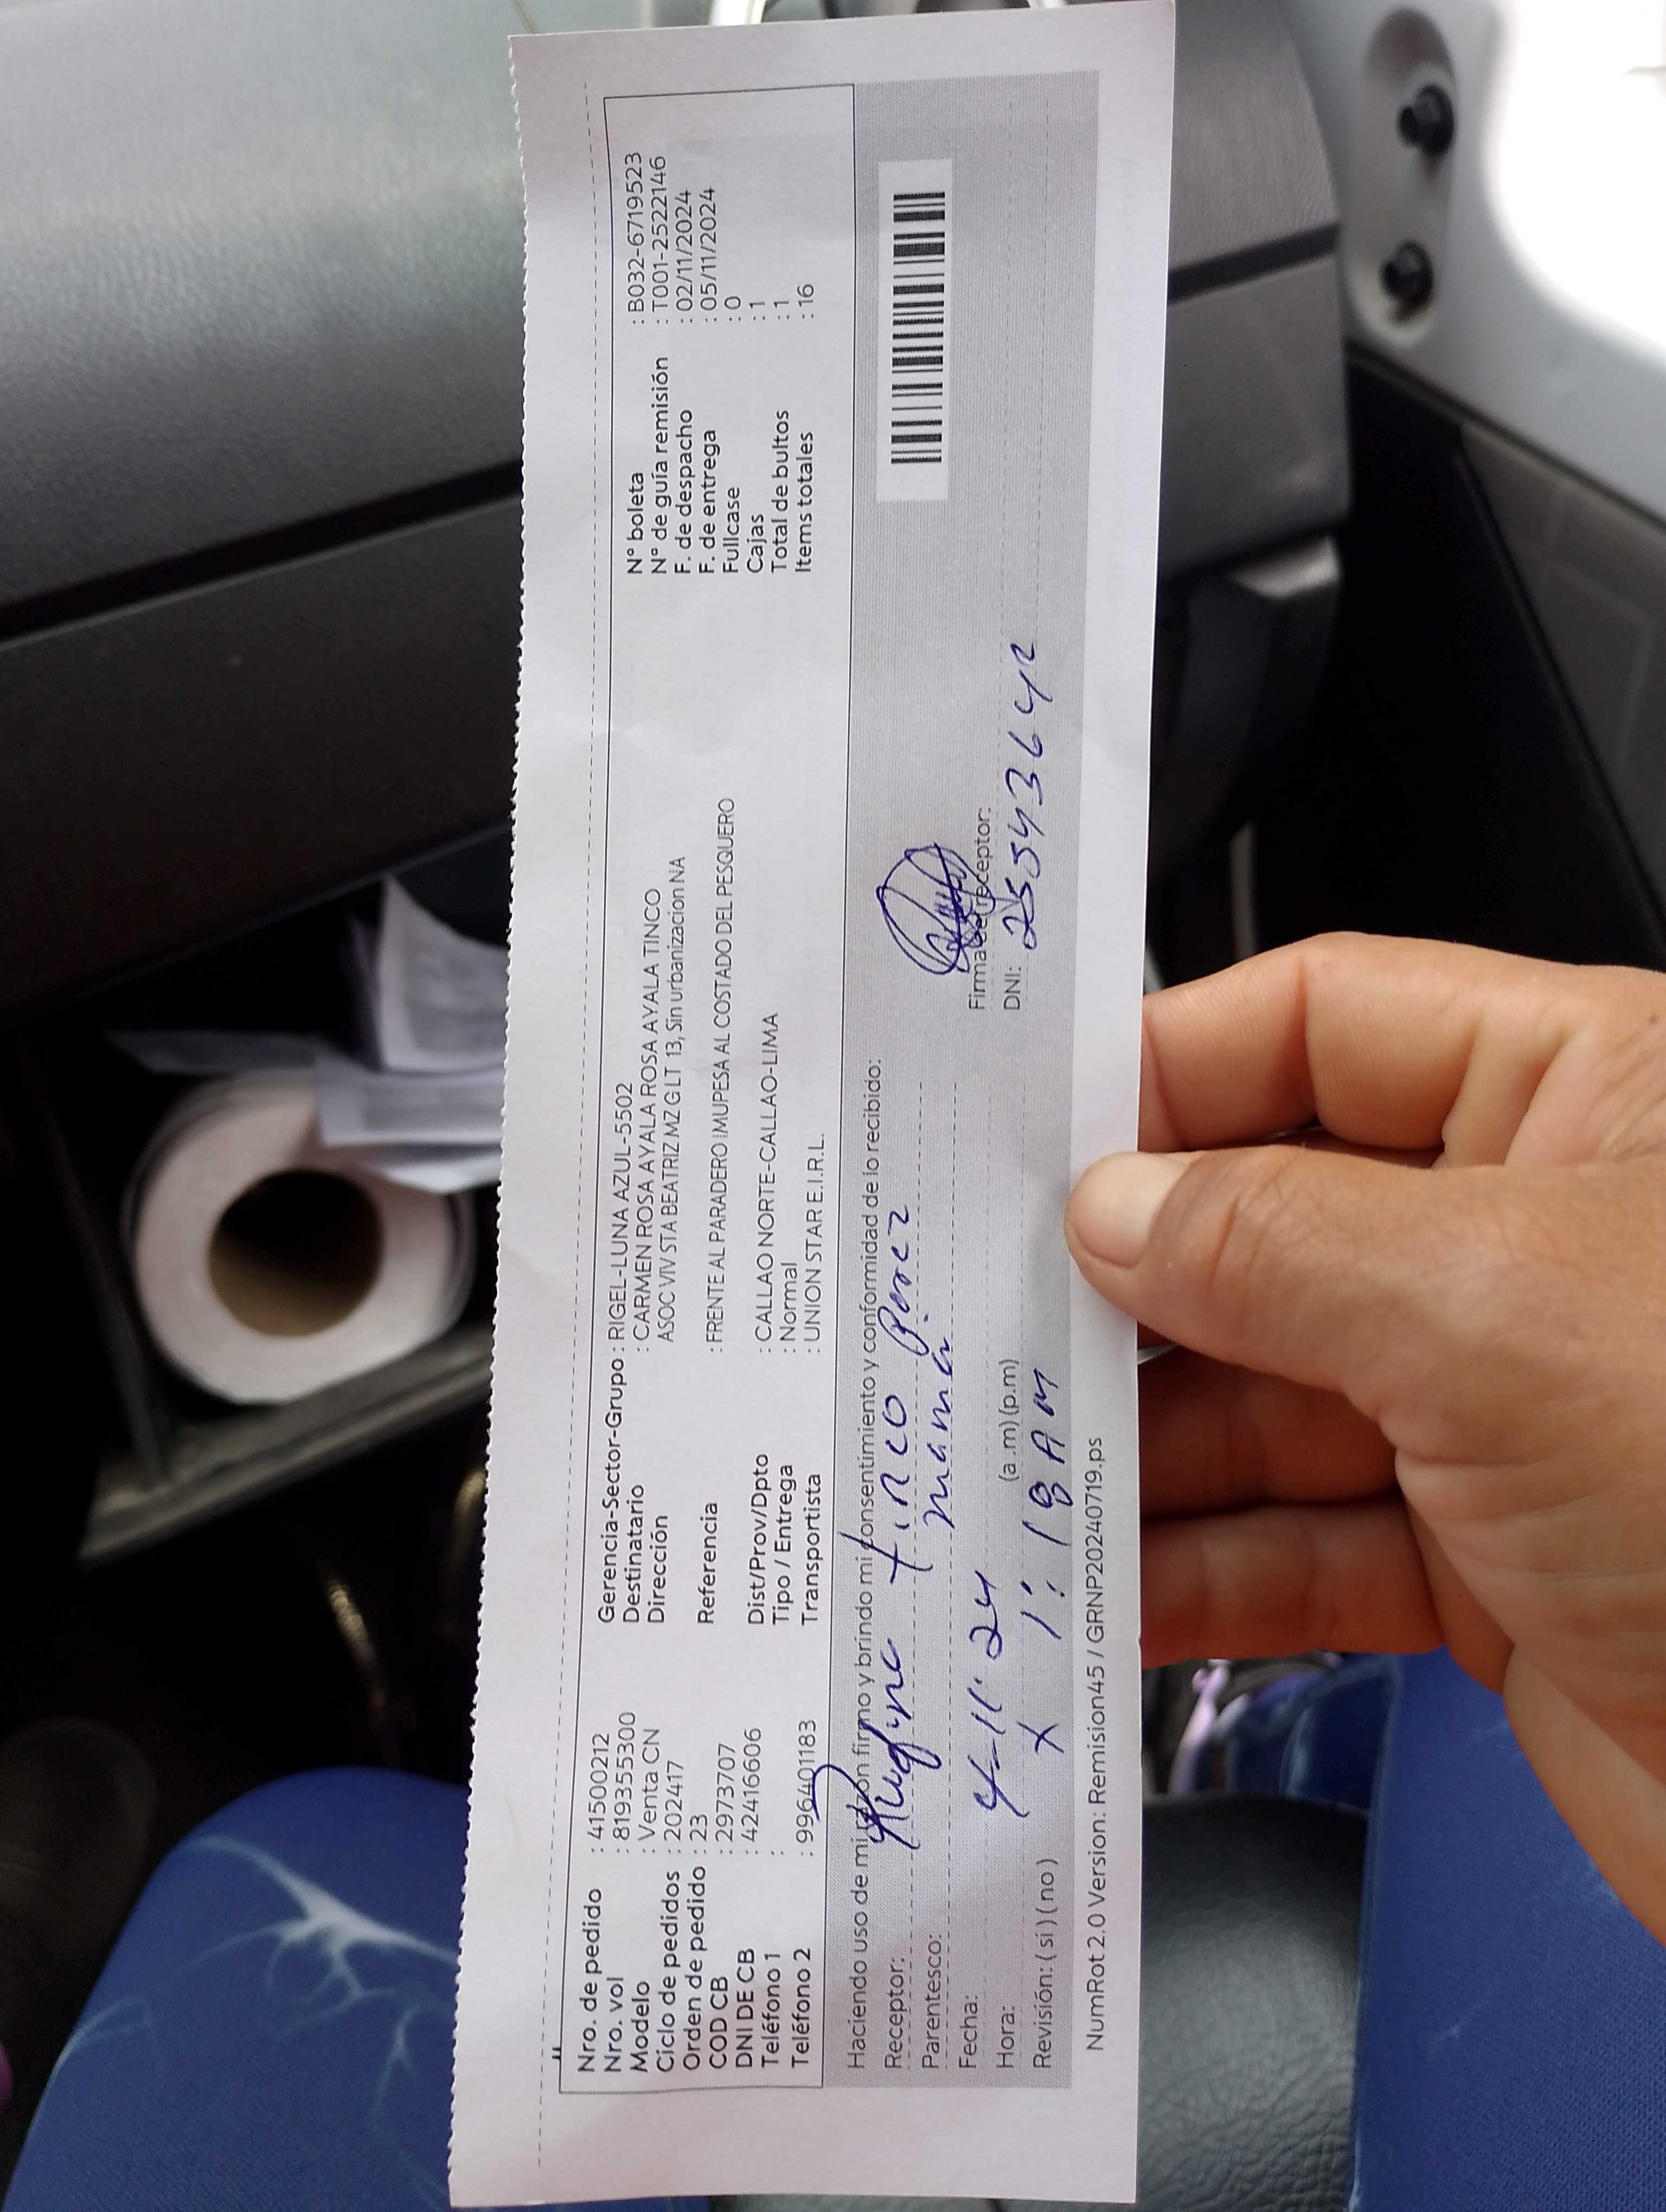 Nro. de pedido : 41500212
Nro. vol : 819355300
Modelo : Venta CN
Ciclo de pedidos : 202417
Orden de pedido : 23
COD CB : 2973707
DNI DE CB : 42416606
Teléfono 1 :
Teléfono 2 : 996401183
Gerencia-Sector-Grupo : RIGEL-LUNA AZUL-5502
Destinatario : CARMEN ROSA AYALA ROSA AYALA ROSA AYALA TINCO
Dirección ASOC VIV STA BEATRIZ MZ G LT 13, Sin urbanizacion NA
Referencia : FRENTE AL PARADERO IMUPESA AL COSTADO DEL PESQUERO
Dist/Prov/Dpto : CALLAO NORTE-CALLAO-LIMA
Tipo / Entrega : Normal
Transportista : UNION STAR E.I.R.L.
N° boleta : B032-6719523
N° de guía remisión : T001-2522146
F. de despacho : 02/11/2024
F. de entrega : 05/11/2024
Fullcase : 0
Cajas : 1
Total de bultos : 1
Items totales : 16
Haciendo uso de mi razón firmo y brindo mi consentimiento y conformidad de lo recibido:
Receptor: Tinco
Parentesco: mamá
Fecha: 4-11-24
Hora: 1:18 AM (a.m) (p.m)
Revisión: ( si ) ( no ) X
Firma del receptor:
DNI: 25543642
NumRot 2.0 Version: Remision45 / GRNP20240719.ps